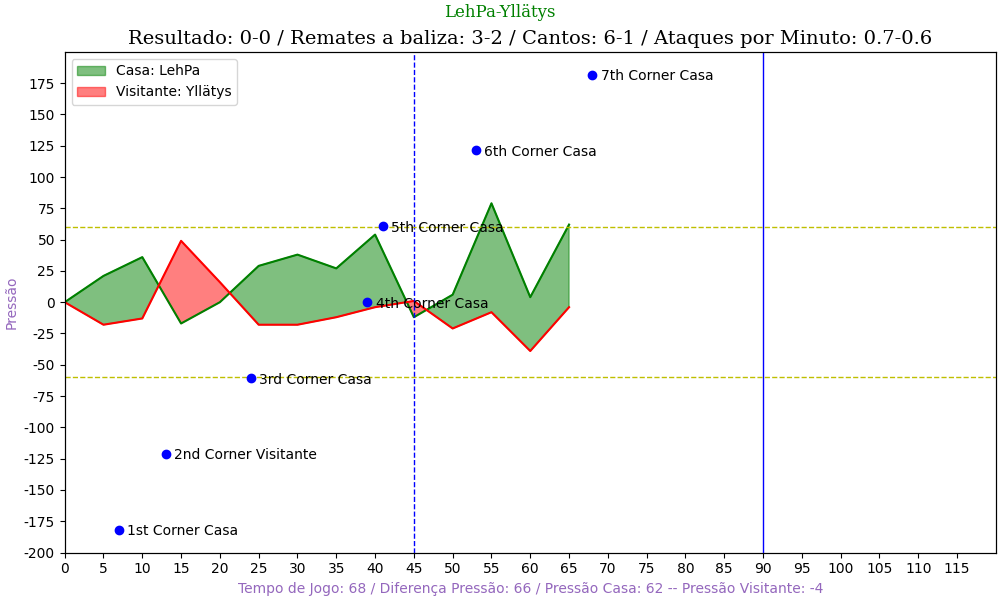 LehPa-Yllätys
Resultado: 0-0 / Remates a baliza: 3-2 / Cantos: 6-1 / Ataques por Minuto: 0.7-0.6
Casa: LehPa
Visitante: Yllätys
7th Corner Casa
6th Corner Casa
5th Corner Casa
4th Corner Casa
3rd Corner Casa
2nd Corner Visitante
1st Corner Casa
Pressão
175
150
125
100
75
50
25
0
-25
-50
-75
-100
-125
-150
-175
-200
0 5 10 15 20 25 30 35 40 45 50 55 60 65 70 75 80 85 90 95 100 105 110 115
Tempo de Jogo: 68 / Diferença Pressão: 66 / Pressão Casa: 62 -- Pressão Visitante: -4